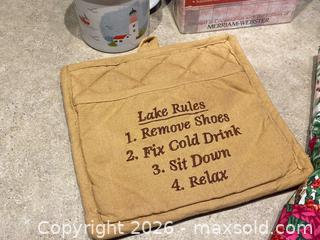 MERRIAM-WEBSTER
Lake Rules
1. Remove Shoes
2. Fix Cold Drink
3. Sit Down
4. Relax
Copyright 2026 - maxsold.com